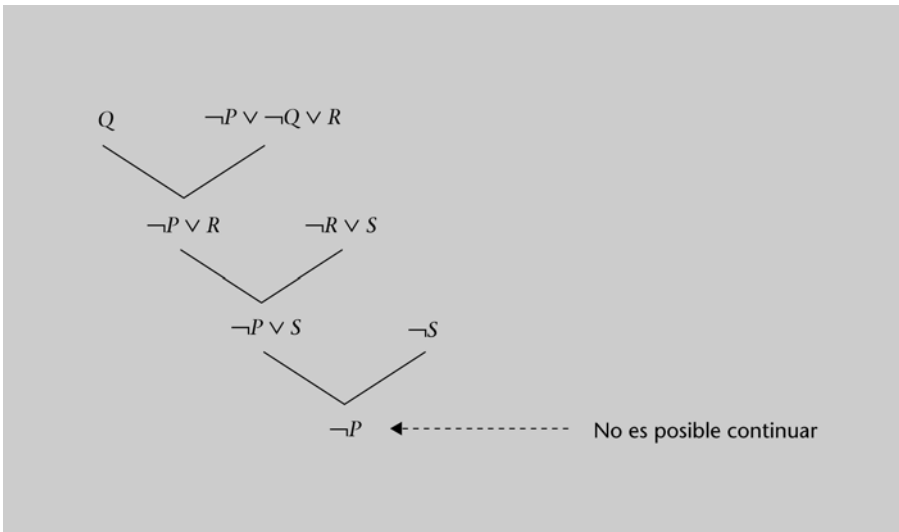 Q ¬P ∨ ¬Q ∨ R
¬P ∨ R ¬R ∨ S
¬P ∨ S ¬S
¬P No es posible continuar